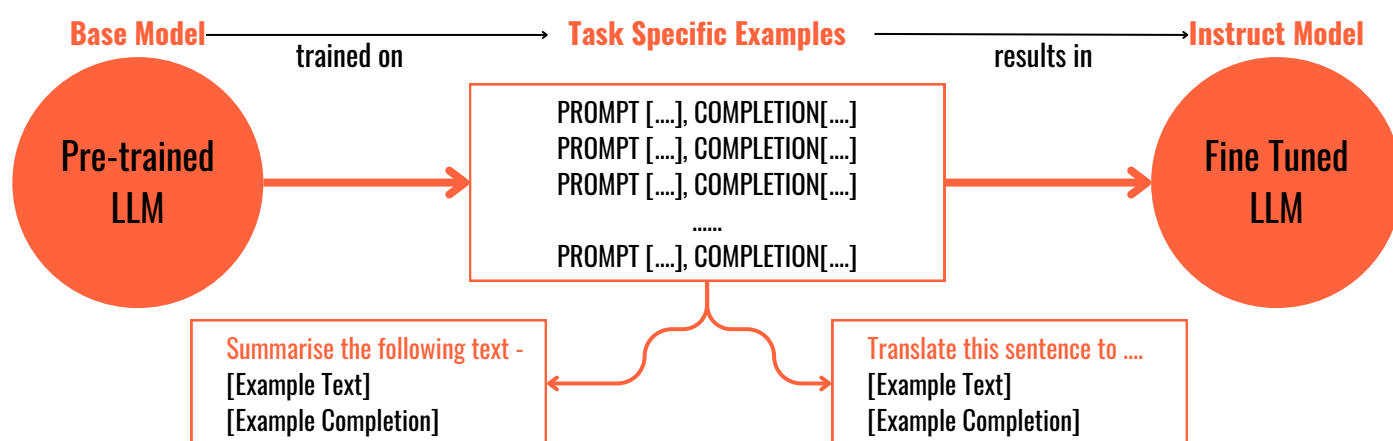 Base Model
trained on
Task Specific Examples
results in
Instruct Model
Pre-trained
LLM
PROMPT [....], COMPLETION[....]
PROMPT [....], COMPLETION[....]
PROMPT [....], COMPLETION[....]
......
PROMPT [....], COMPLETION[....]
Fine Tuned
LLM
Summarise the following text -
[Example Text]
[Example Completion]
Translate this sentence to ....
[Example Text]
[Example Completion]